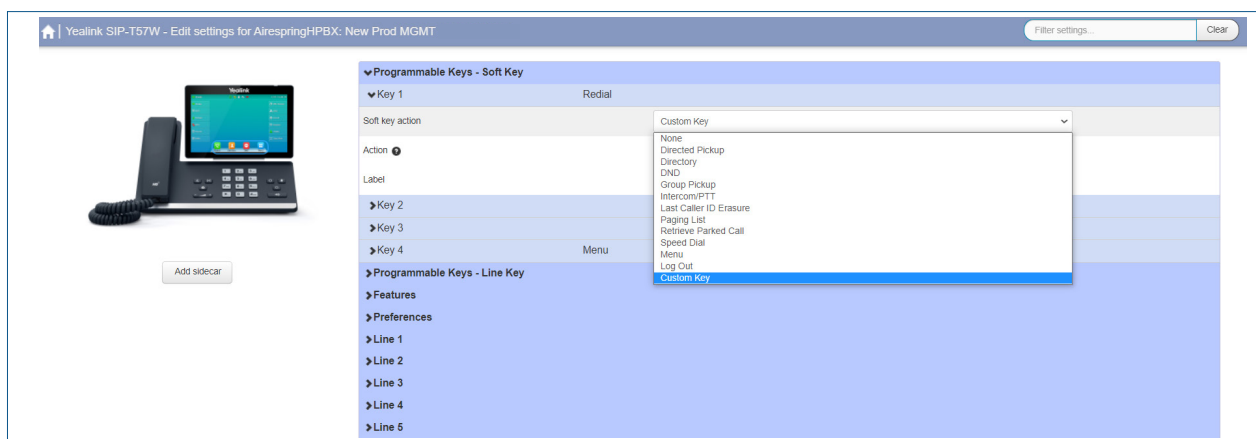 Yealink SIP-T57W - Edit settings for AirespringHPBX: New Prod MGMT
Filter settings...
Clear
Yealink
Programmable Keys - Soft Key
Key 1 Redial
Soft key action Custom Key
None
Directed Pickup
Directory
DND
Group Pickup
Intercom/PTT
Last Caller ID Erasure
Paging List
Retrieve Parked Call
Speed Dial
Menu
Log Out
Custom Key
Action
Label
Key 2
Key 3
Key 4 Menu
Add sidecar
Programmable Keys - Line Key
Features
Preferences
Line 1
Line 2
Line 3
Line 4
Line 5